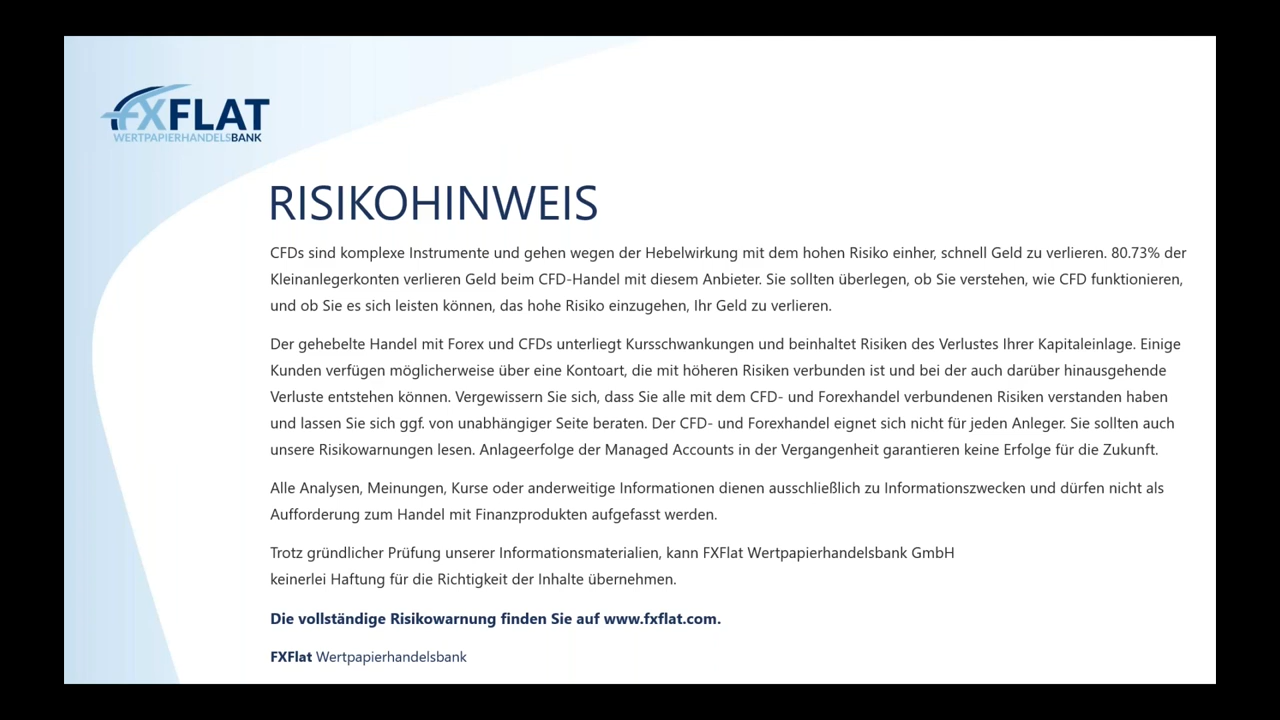 FXFLAT
WERTPAPIERHANDELSBANK
RISIKOHINWEIS
CFDs sind komplexe Instrumente und gehen wegen der Hebelwirkung mit dem hohen Risiko einher, schnell Geld zu verlieren. 80.73% der
Kleinanlegerkonten verlieren Geld beim CFD-Handel mit diesem Anbieter. Sie sollten überlegen, ob Sie verstehen, wie CFD funktionieren,
und ob Sie es sich leisten können, das hohe Risiko einzugehen, Ihr Geld zu verlieren.
Der gehebelte Handel mit Forex und CFDs unterliegt Kursschwankungen und beinhaltet Risiken des Verlustes Ihrer Kapitaleinlage. Einige
Kunden verfügen möglicherweise über eine Kontoart, die mit höheren Risiken verbunden ist und bei der auch darüber hinausgehende
Verluste entstehen können. Vergewissern Sie sich, dass Sie alle mit dem CFD- und Forexhandel verbundenen Risiken verstanden haben
und lassen Sie sich ggf. von unabhängiger Seite beraten. Der CFD- und Forexhandel eignet sich nicht für jeden Anleger. Sie sollten auch
unsere Risikowarnungen lesen. Anlageerfolge der Managed Accounts in der Vergangenheit garantieren keine Erfolge für die Zukunft.
Alle Analysen, Meinungen, Kurse oder anderweitige Informationen dienen ausschließlich zu Informationszwecken und dürfen nicht als
Aufforderung zum Handel mit Finanzprodukten aufgefasst werden.
Trotz gründlicher Prüfung unserer Informationsmaterialien, kann FXFlat Wertpapierhandelsbank GmbH
keinerlei Haftung für die Richtigkeit der Inhalte übernehmen.
Die vollständige Risikowarnung finden Sie auf www.fxflat.com.
FXFlat Wertpapierhandelsbank